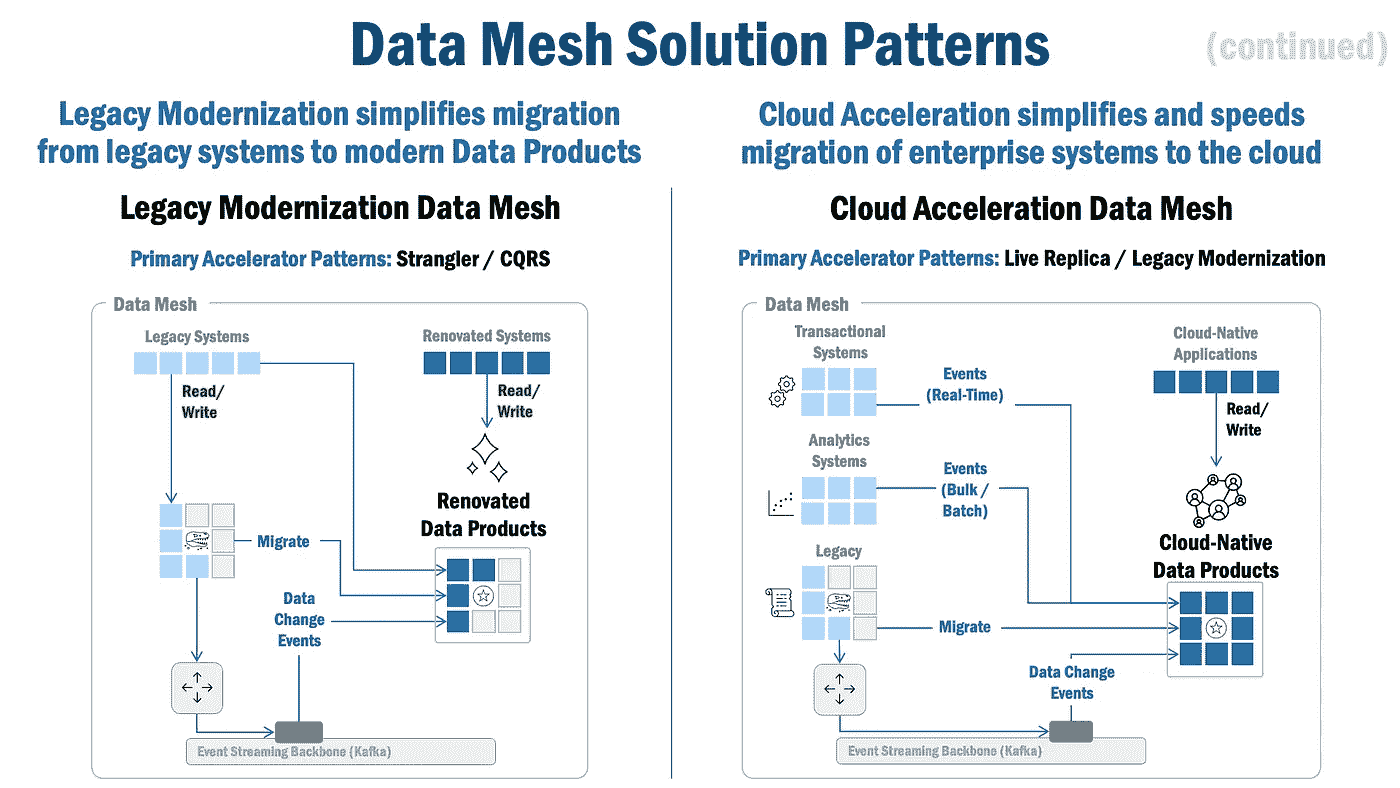 Data Mesh Solution Patterns
(continued)
Legacy Modernization simplifies migration
from legacy systems to modern Data Products
Legacy Modernization Data Mesh
Primary Accelerator Patterns: Strangler / CQRS
Data Mesh
Legacy Systems
Renovated Systems
Read/
Write
Read/
Write
Renovated
Data Products
Migrate
Data
Change
Events
Event Streaming Backbone (Kafka)
Cloud Acceleration simplifies and speeds
migration of enterprise systems to the cloud
Cloud Acceleration Data Mesh
Primary Accelerator Patterns: Live Replica / Legacy Modernization
Data Mesh
Transactional
Systems
Cloud-Native
Applications
Events
(Real-Time)
Read/
Write
Analytics
Systems
Events
(Bulk /
Batch)
Cloud-Native
Data Products
Legacy
Migrate
Data Change
Events
Event Streaming Backbone (Kafka)